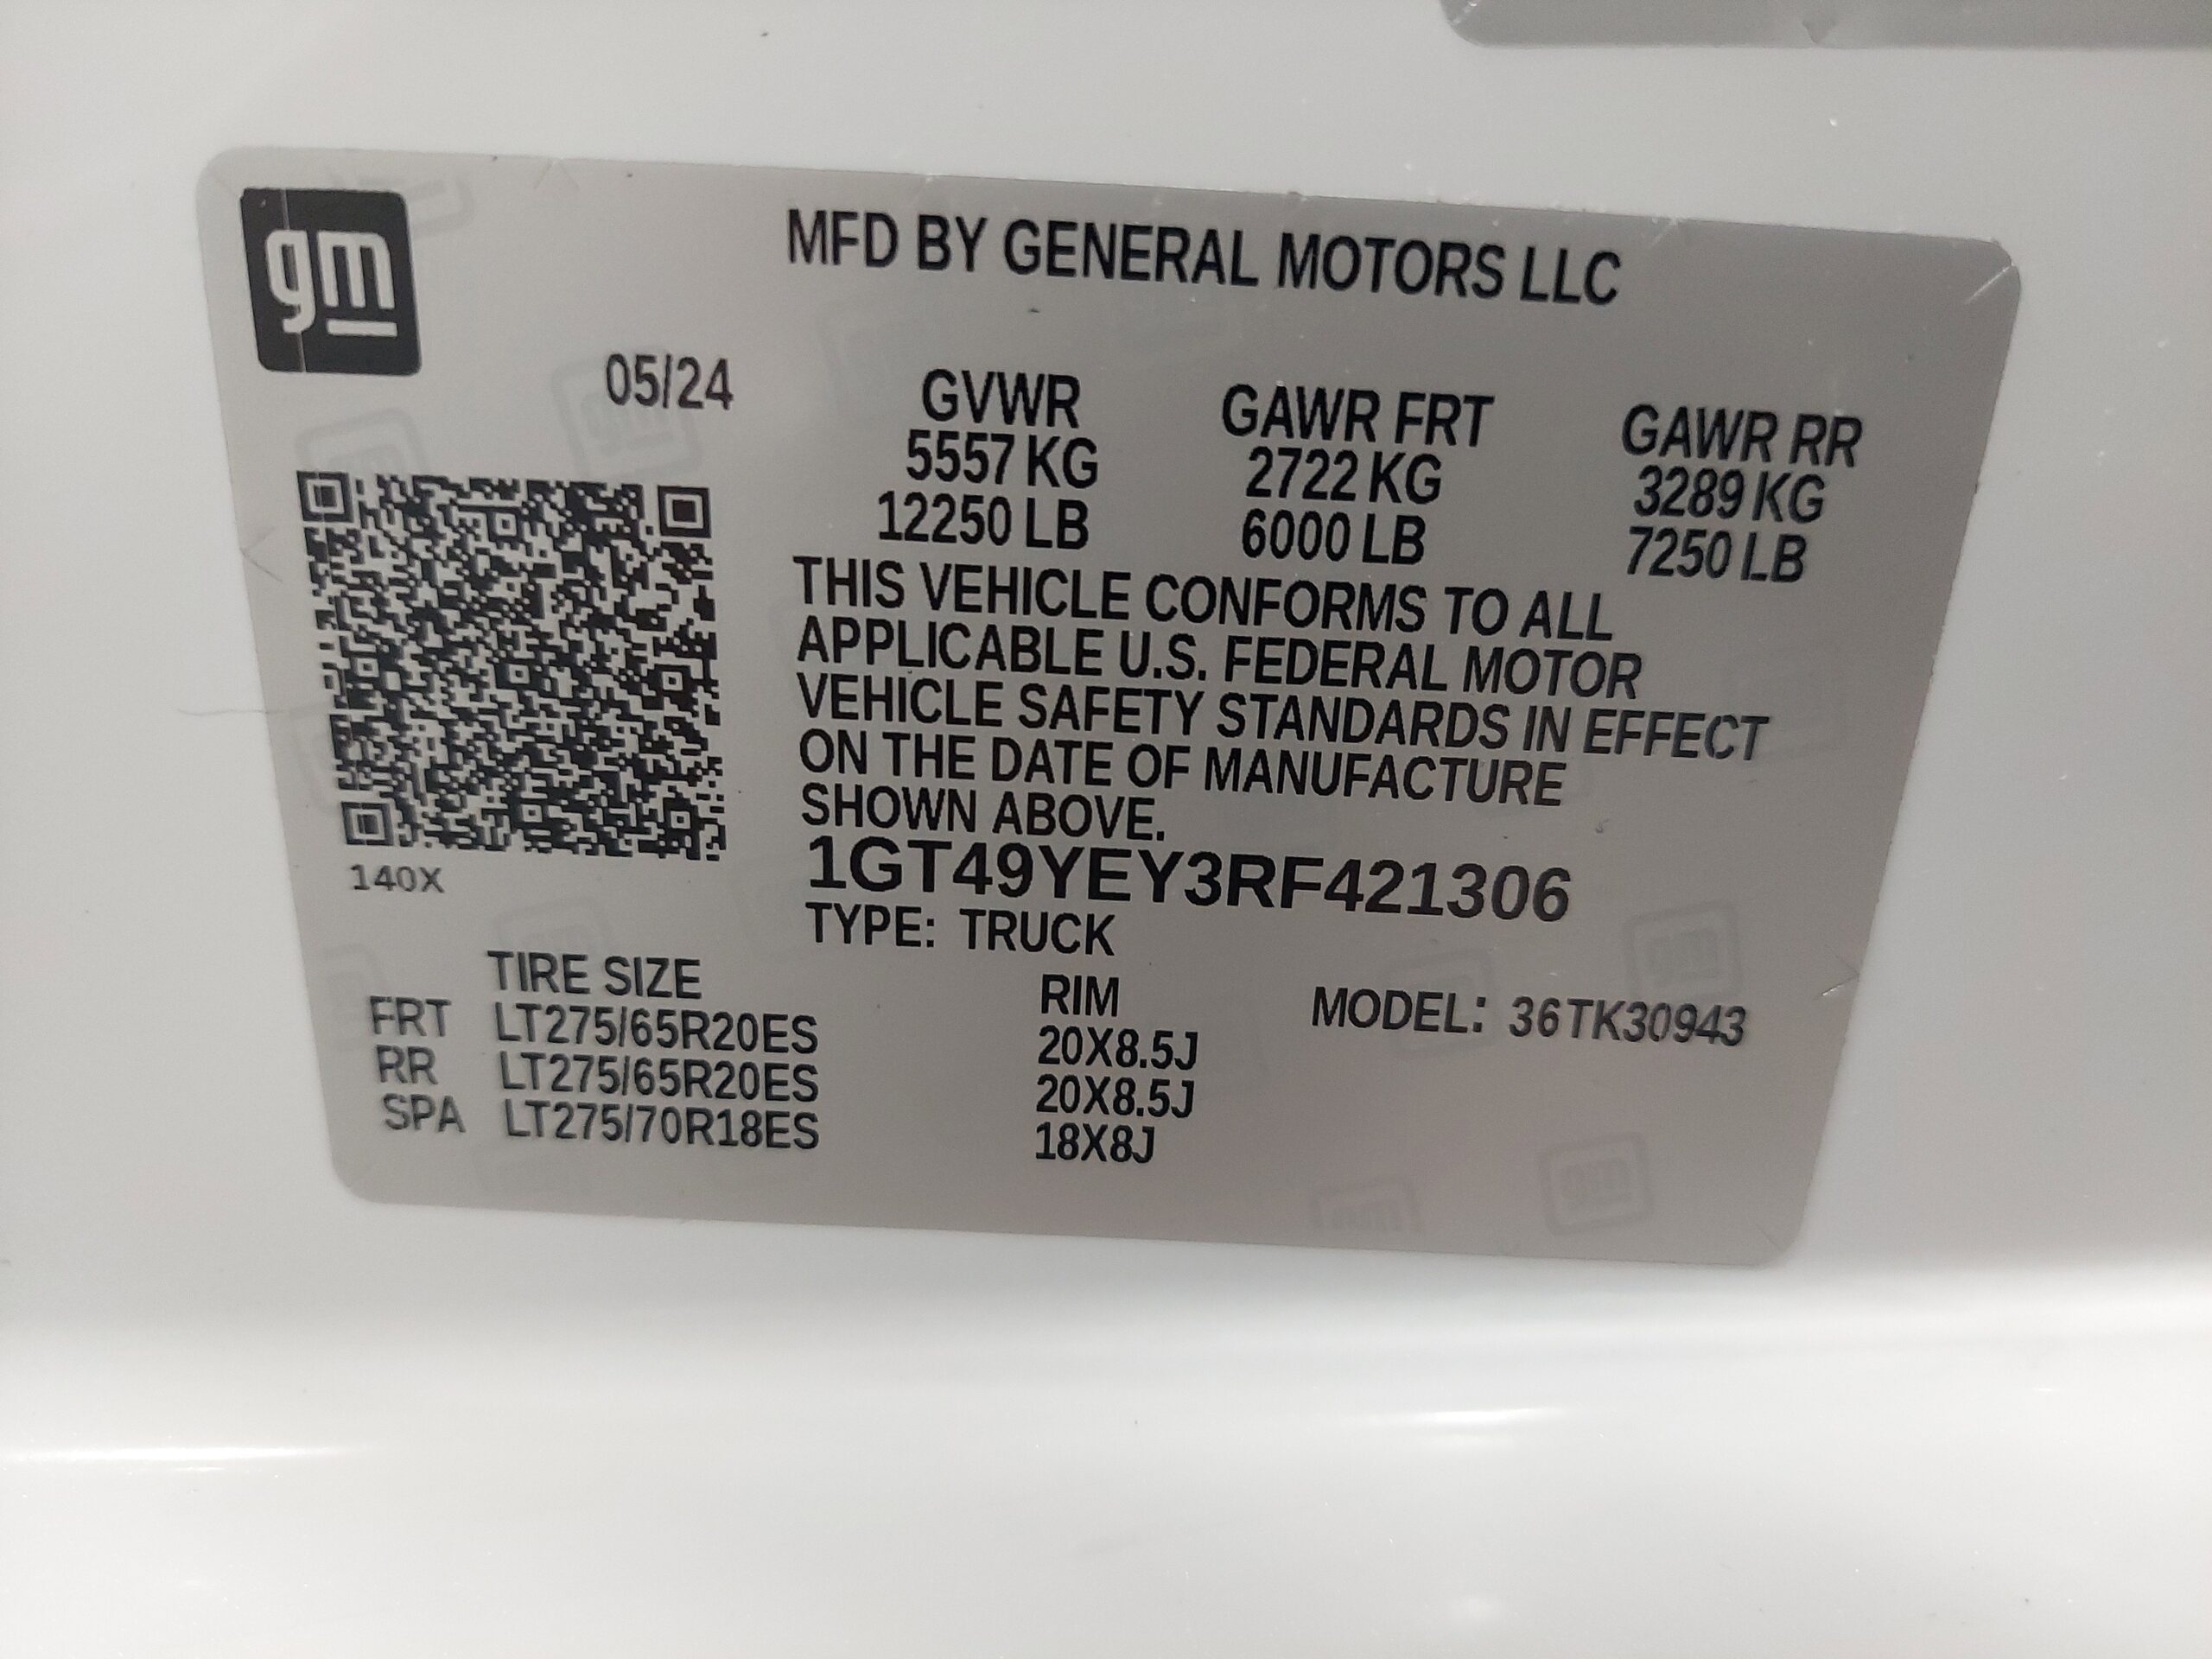 gm
MFD BY GENERAL MOTORS LLC
05/24
GVWR GAWR FRT GAWR RR
5557 KG 2722 KG 3289 KG
12250 LB 6000 LB 7250 LB
THIS VEHICLE CONFORMS TO ALL
APPLICABLE U.S. FEDERAL MOTOR
VEHICLE SAFETY STANDARDS IN EFFECT
ON THE DATE OF MANUFACTURE
SHOWN ABOVE.
140X
1GT49YEY3RF421306
TYPE: TRUCK
TIRE SIZE RIM MODEL: 36TK30943
FRT LT275/65R20ES 20X8.5J
RR LT275/65R20ES 20X8.5J
SPA LT275/70R18ES 18X8J